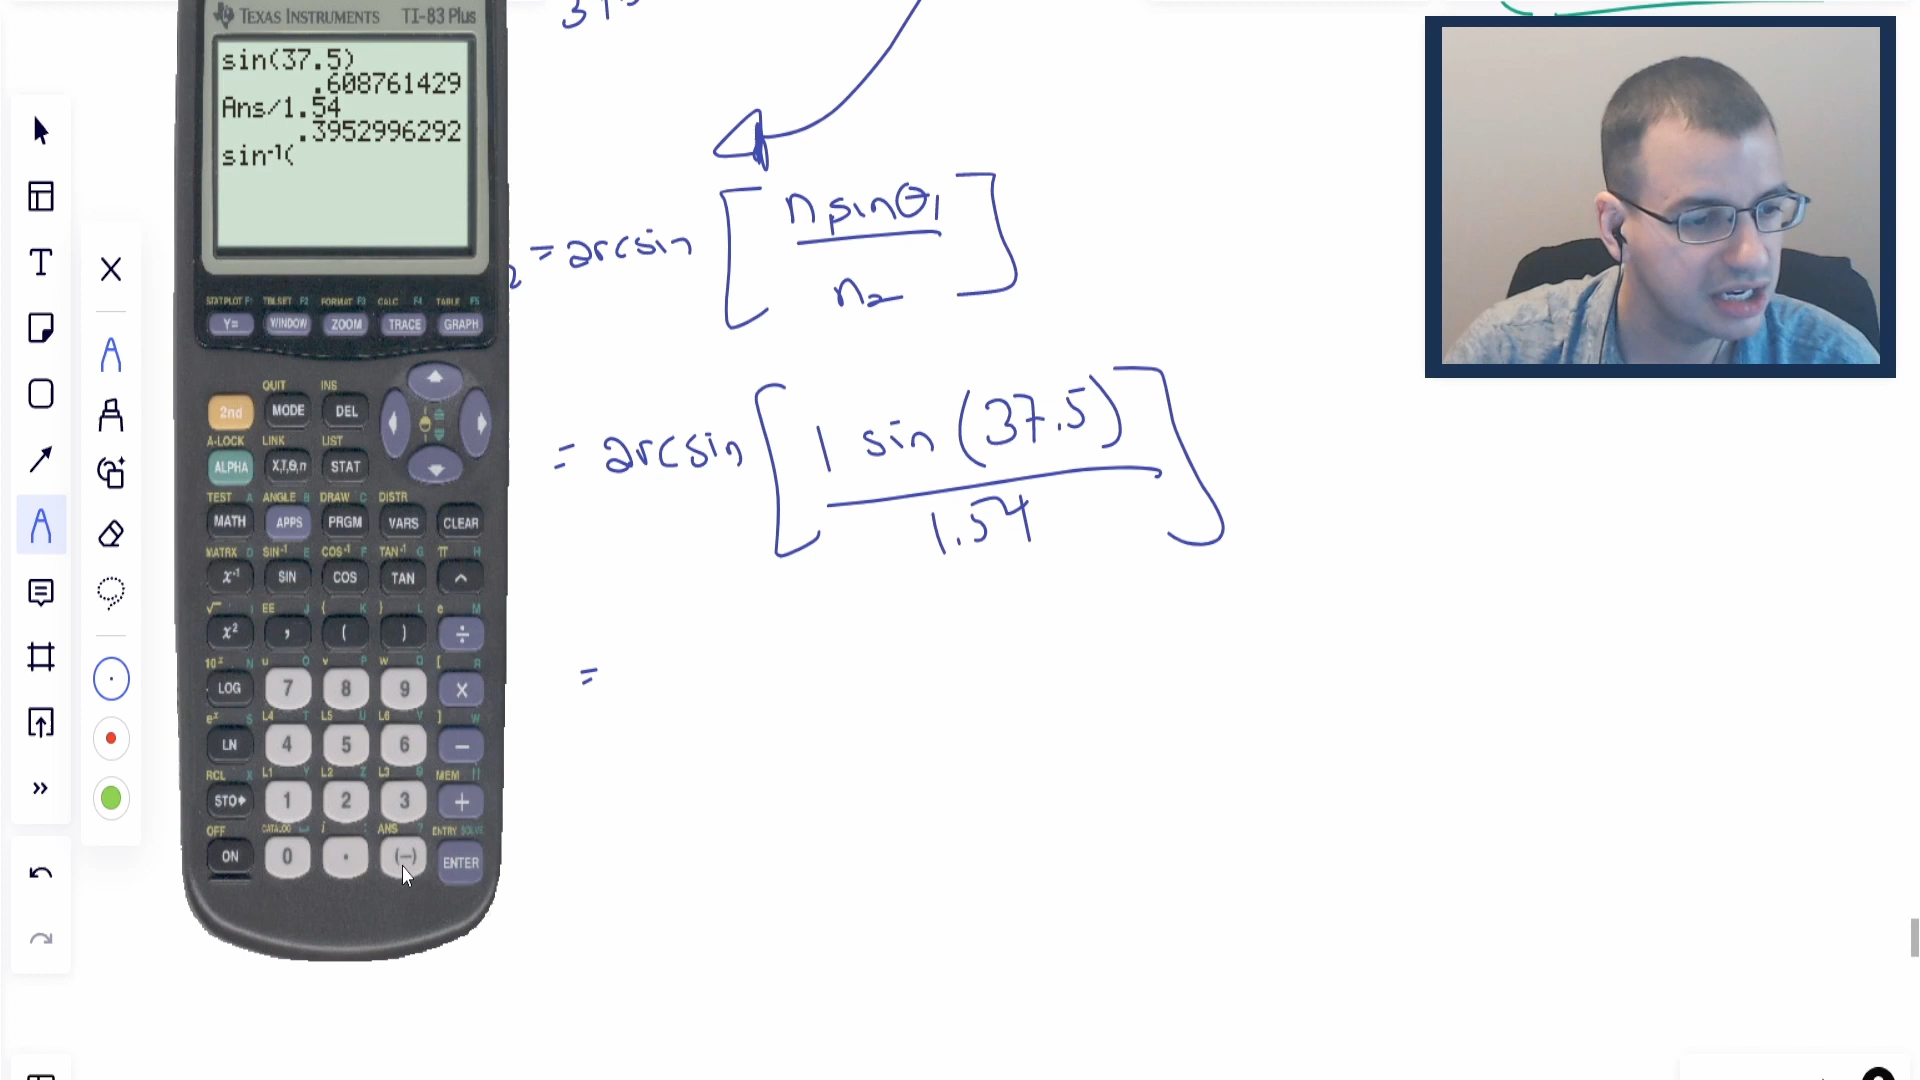 TEXAS INSTRUMENTS TI-83 Plus
sin(37.5)
.608761429
Ans/1.54
.3952996292
sin⁻¹(
STAT PLOT F1 TBLSET F2 FORMAT F3 CALC F4 TABLE F5
Y= WINDOW ZOOM TRACE GRAPH
QUIT INS
2nd MODE DEL
A-LOCK LINK LIST
ALPHA X,T,Θ,n STAT
TEST A ANGLE B DRAW C DISTR
MATH APPS PRGM VARS CLEAR
MATRX D SIN⁻¹ E COS⁻¹ F TAN⁻¹ G π H
x⁻¹ SIN COS TAN ^
√ I EE J { K } L e M
x² , ( ) ÷
10ˣ N u O v P w Q [ R
LOG 7 8 9 X
eˣ S L4 T L5 U L6 V ] W
LN 4 5 6 −
RCL X L1 Y L2 Z L3 θ MEM "
STO▸ 1 2 3 +
OFF CATALOG i : ANS ? ENTRY SOLVE
ON 0 . (−) ENTER
2 = arcsin [ n₁ sinθ₁ / n₂ ]
= arcsin [ 1 sin (37.5) / 1.54 ]
=